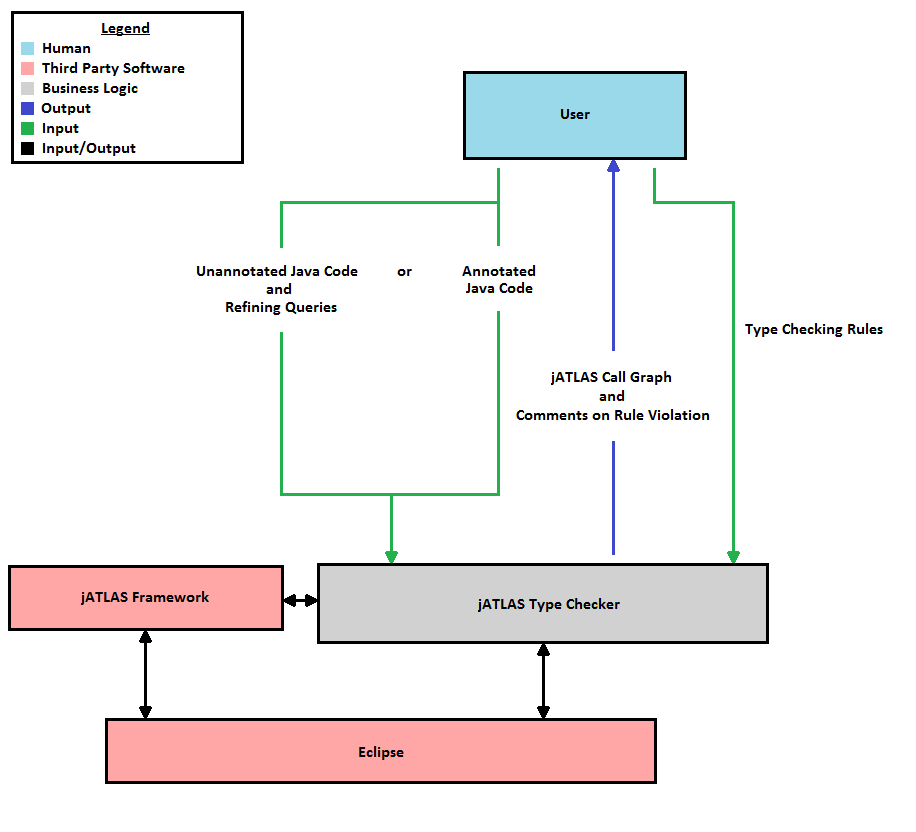 Legend
Human
Third Party Software
Business Logic
Output
Input
Input/Output
User
Unannotated Java Code
and
Refining Queries
or
Annotated
Java Code
Type Checking Rules
jATLAS Call Graph
and
Comments on Rule Violation
jATLAS Framework
jATLAS Type Checker
Eclipse